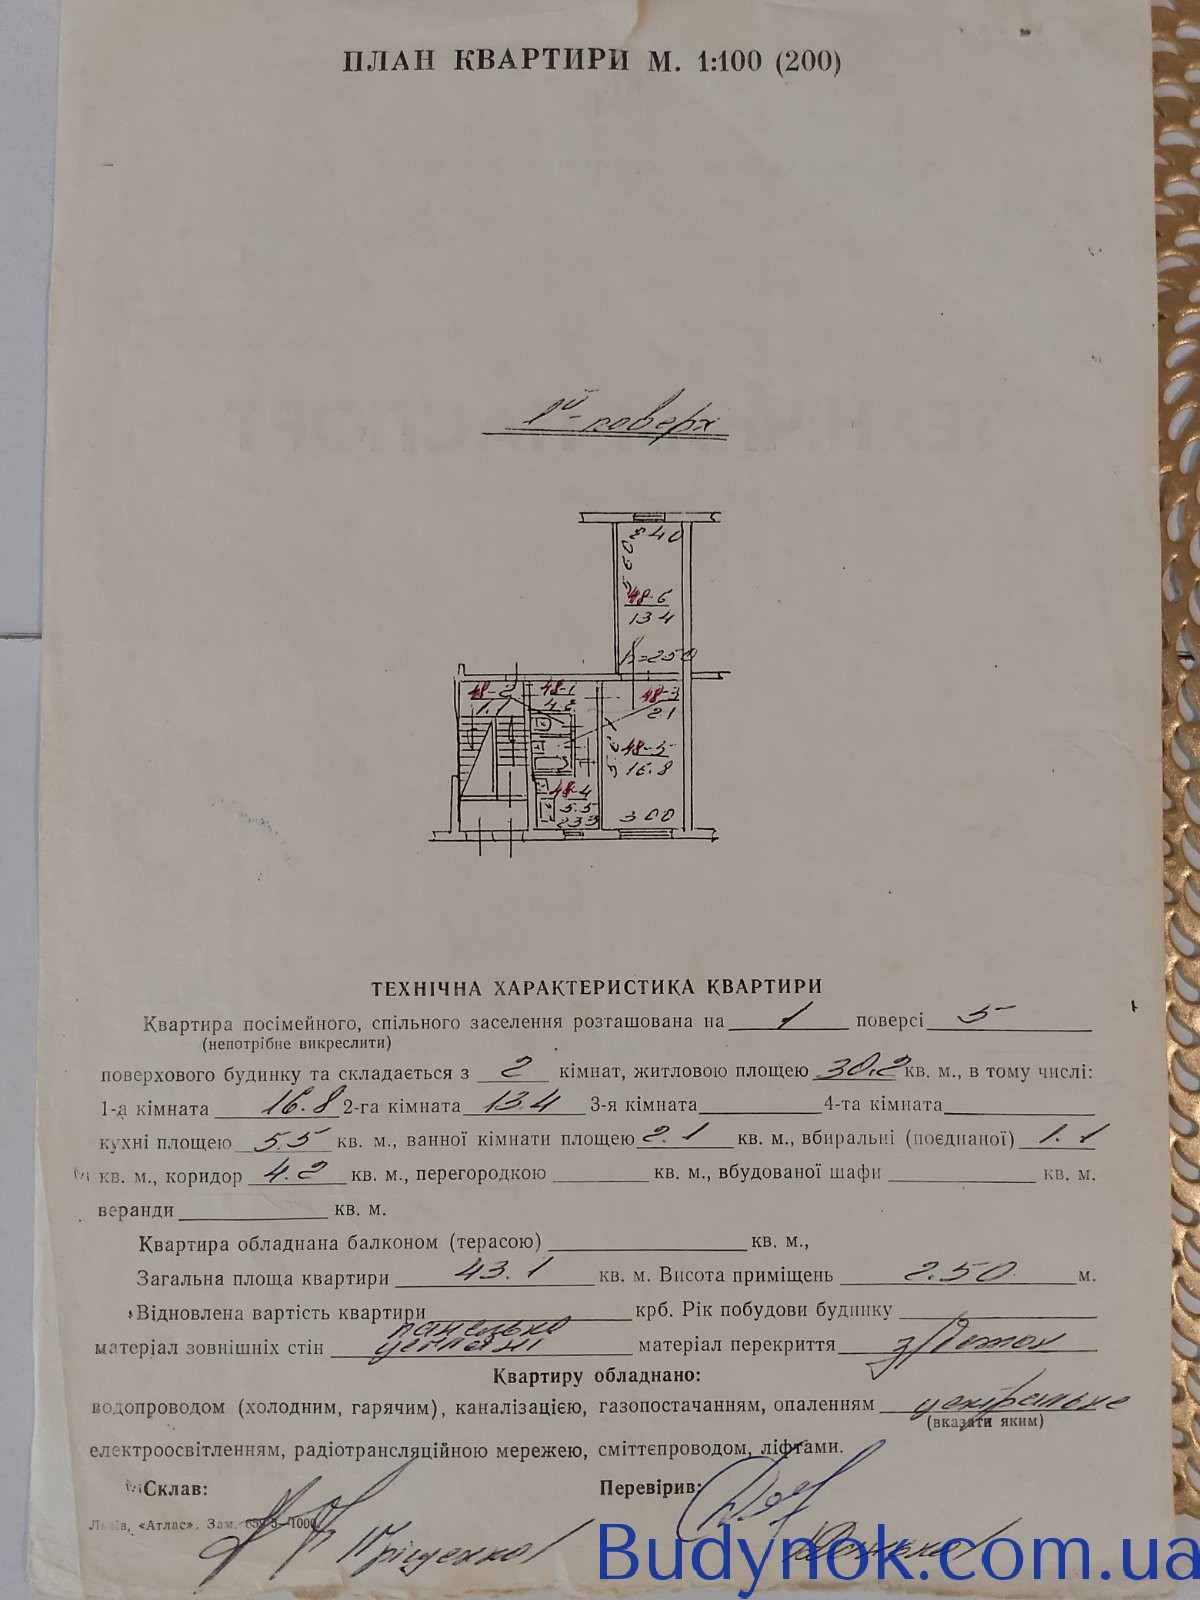 ПЛАН КВАРТИРИ М. 1:100 (200)
1й- поверх
3 40
48-6
13 4
h=250
48-2
1.1
48-1
4.2
48-3
2 1
48-5
16.8
48-4
5.5
233
3 00
ТЕХНІЧНА ХАРАКТЕРИСТИКА КВАРТИРИ
Квартира посімейного, спільного заселення розташована на 1 поверсі 5
(непотрібне викреслити)
поверхового будинку та складається з 2 кімнат, житловою площею 30.2 кв. м., в тому числі:
1-а кімната 16.8 2-га кімната 13.4 3-я кімната 4-та кімната
кухні площею 5.5 кв. м., ванної кімнати площею 2.1 кв. м., вбиральні (поєднаної) 1.1
кв. м., коридор 4.2 кв. м., перегородкою кв. м., вбудованої шафи кв. м.
веранди кв. м.
Квартира обладнана балконом (терасою) кв. м.,
Загальна площа квартири 43.1 кв. м. Висота приміщень 2.50 м.
Відновлена вартість квартири крб. Рік побудови будинку
матеріал зовнішніх стін матеріал перекриття
Квартиру обладнано:
водопроводом (холодним, гарячим), каналізацією, газопостачанням, опаленням центральне
(вказати яким)
електроосвітленням, радіотрансляційною мережею, сміттєпроводом, ліфтами.
Склав: Перевірив:
Львів, «Атлас». Зам.
Budynok.com.ua